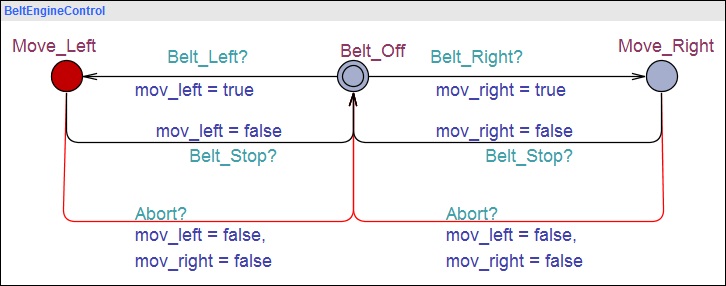 BeltEngineControl
Move_Left
Belt_Off
Move_Right
Belt_Left?
Belt_Right?
mov_left = true
mov_right = true
mov_left = false
mov_right = false
Belt_Stop?
Belt_Stop?
Abort?
mov_left = false,
mov_right = false
Abort?
mov_left = false,
mov_right = false